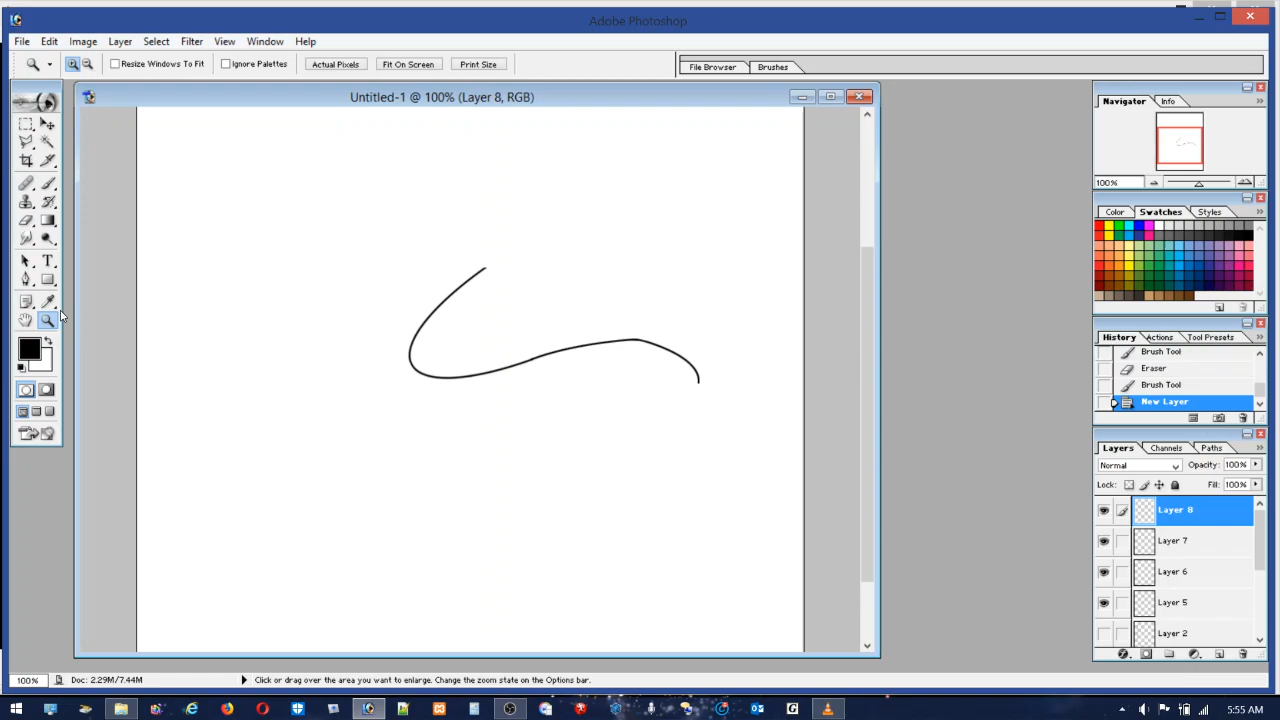 Adobe Photoshop
File Edit Image Layer Select Filter View Window Help
Resize Windows To Fit Ignore Palettes Actual Pixels Fit On Screen Print Size File Browser Brushes
Untitled-1 @ 100% (Layer 8, RGB)
Navigator Info
100%
Color Swatches Styles
History Actions Tool Presets
Brush Tool
Eraser
Brush Tool
New Layer
Layers Channels Paths
Normal Opacity: 100%
Lock: Fill: 100%
Layer 8
Layer 7
Layer 6
Layer 5
Layer 2
100% Doc: 2.29M/7.44M Click or drag over the area you want to enlarge. Change the zoom state on the Options bar.
5:55 AM